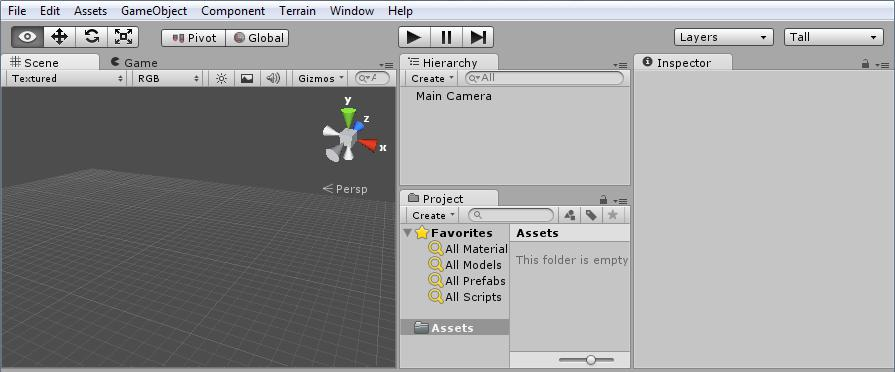 File Edit Assets GameObject Component Terrain Window Help
Pivot Global Layers Tall
Scene Game
Textured RGB Gizmos A
y
z
x
Persp
Hierarchy
Create All
Main Camera
Project
Create
Favorites
All Material
All Models
All Prefabs
All Scripts
Assets
Assets
This folder is empty
Inspector